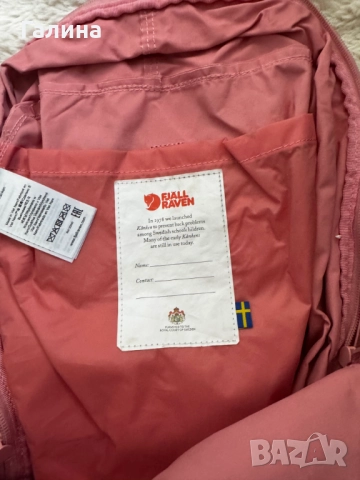 Галина
FJÄLL
RÄVEN
In 1978 we launched
Kånken to prevent back problems
among Swedish schoolchildren.
Many of the early Kånkens
are still in use today.
Name:
Contact:
BAZAR.bg